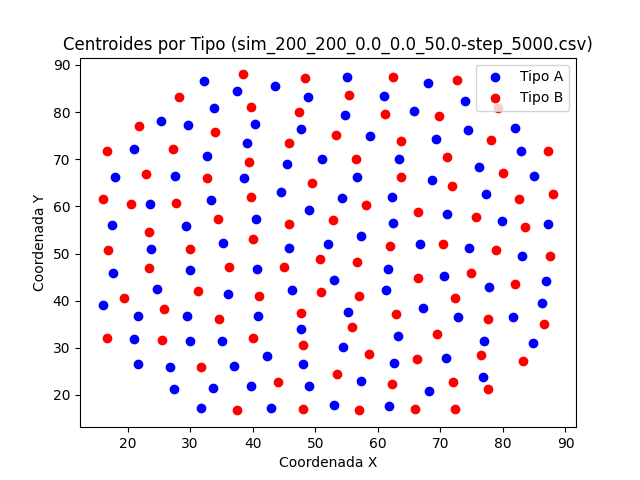 Centroides por Tipo (sim_200_200_0.0_0.0_50.0-step_5000.csv)
Tipo A
Tipo B
90
80
70
60
50
40
30
20
Coordenada Y
20 30 40 50 60 70 80 90
Coordenada X